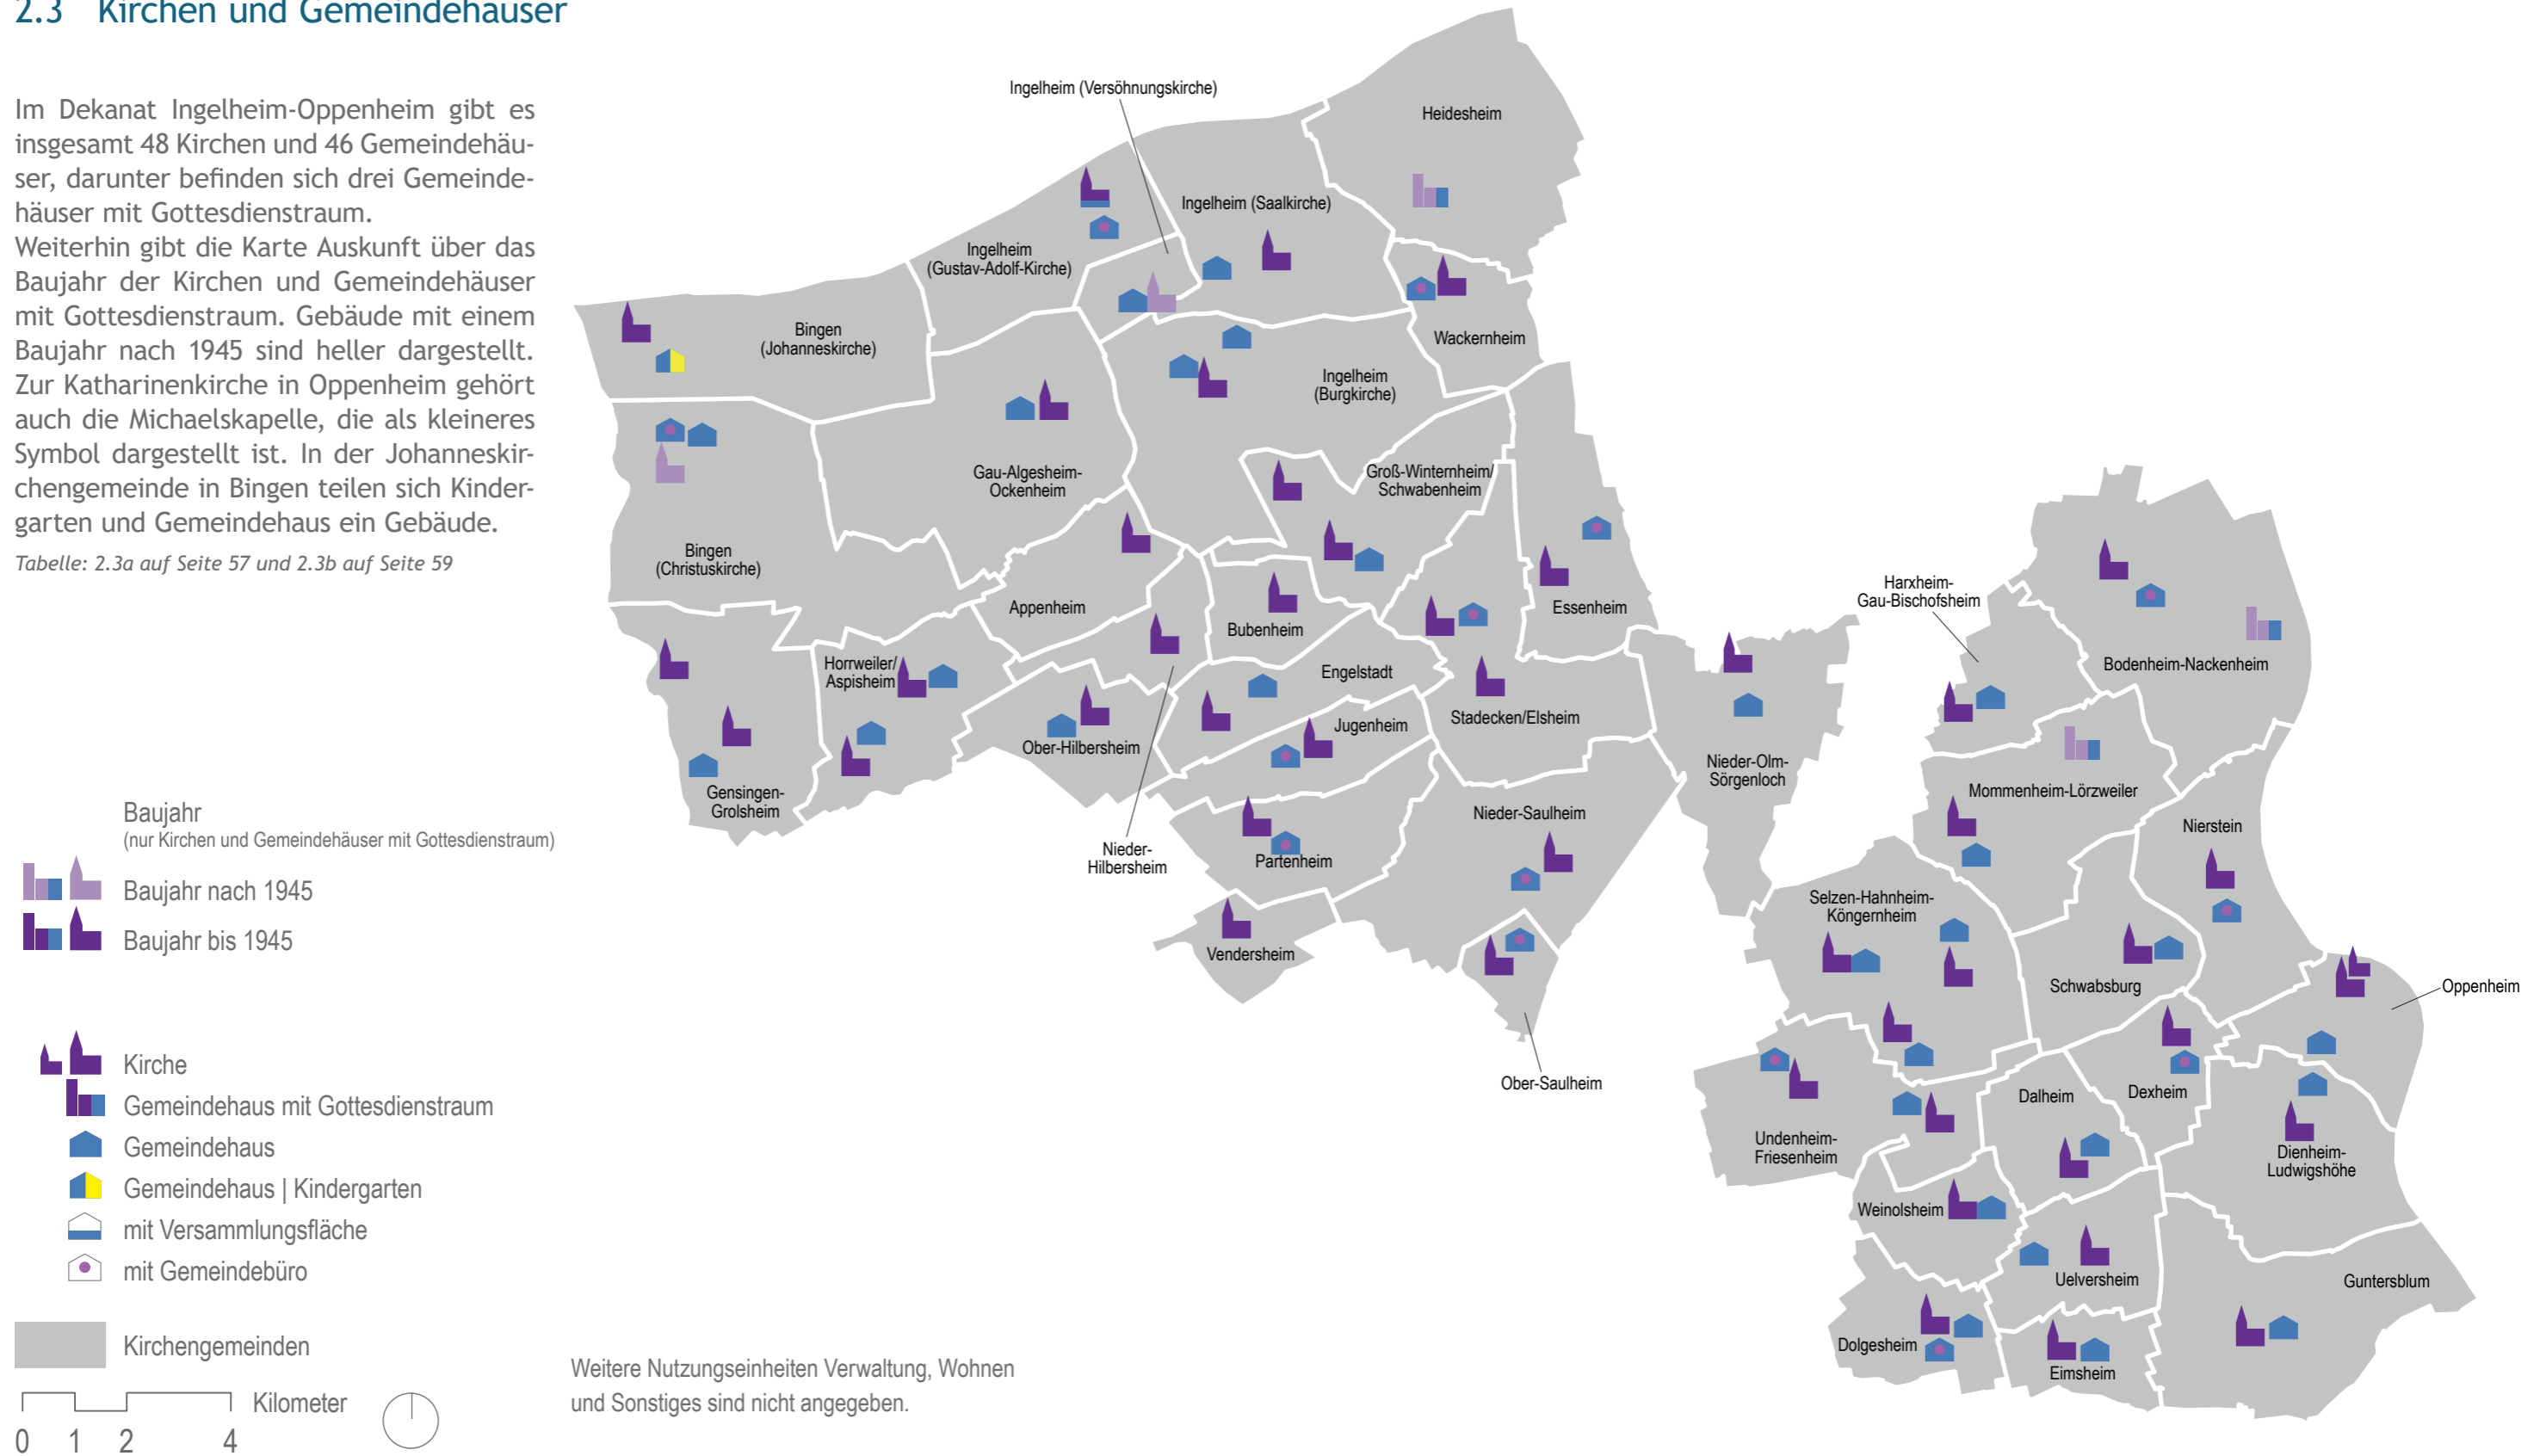 2.3 Kirchen und Gemeindehäuser
Im Dekanat Ingelheim-Oppenheim gibt es
insgesamt 48 Kirchen und 46 Gemeindehäu-
ser, darunter befinden sich drei Gemeinde-
häuser mit Gottesdienstraum.
Weiterhin gibt die Karte Auskunft über das
Baujahr der Kirchen und Gemeindehäuser
mit Gottesdienstraum. Gebäude mit einem
Baujahr nach 1945 sind heller dargestellt.
Zur Katharinenkirche in Oppenheim gehört
auch die Michaelskapelle, die als kleineres
Symbol dargestellt ist. In der Johanneskir-
chengemeinde in Bingen teilen sich Kinder-
garten und Gemeindehaus ein Gebäude.
Tabelle: 2.3a auf Seite 57 und 2.3b auf Seite 59
Baujahr
(nur Kirchen und Gemeindehäuser mit Gottesdienstraum)
Baujahr nach 1945
Baujahr bis 1945
Kirche
Gemeindehaus mit Gottesdienstraum
Gemeindehaus
Gemeindehaus | Kindergarten
mit Versammlungsfläche
mit Gemeindebüro
Kirchengemeinden
Kilometer
0 1 2 4
Weitere Nutzungseinheiten Verwaltung, Wohnen
und Sonstiges sind nicht angegeben.
Ingelheim (Versöhnungskirche)
Heidesheim
Ingelheim (Saalkirche)
Ingelheim
(Gustav-Adolf-Kirche)
Bingen
(Johanneskirche)
Wackernheim
Ingelheim
(Burgkirche)
Gau-Algesheim-
Ockenheim
Groß-Winternheim/
Schwabenheim
Bingen
(Christuskirche)
Appenheim
Bubenheim
Essenheim
Horrweiler/
Aspisheim
Engelstadt
Jugenheim
Stadecken/Elsheim
Ober-Hilbersheim
Gensingen-
Grolsheim
Nieder-
Hilbersheim
Partenheim
Nieder-Saulheim
Vendersheim
Ober-Saulheim
Nieder-Olm-
Sörgenloch
Harxheim-
Gau-Bischofsheim
Bodenheim-Nackenheim
Mommenheim-Lörzweiler
Nierstein
Selzen-Hahnheim-
Köngernheim
Schwabsburg
Oppenheim
Dalheim
Dexheim
Undenheim-
Friesenheim
Dienheim-
Ludwigshöhe
Weinolsheim
Uelversheim
Guntersblum
Dolgesheim
Eimsheim